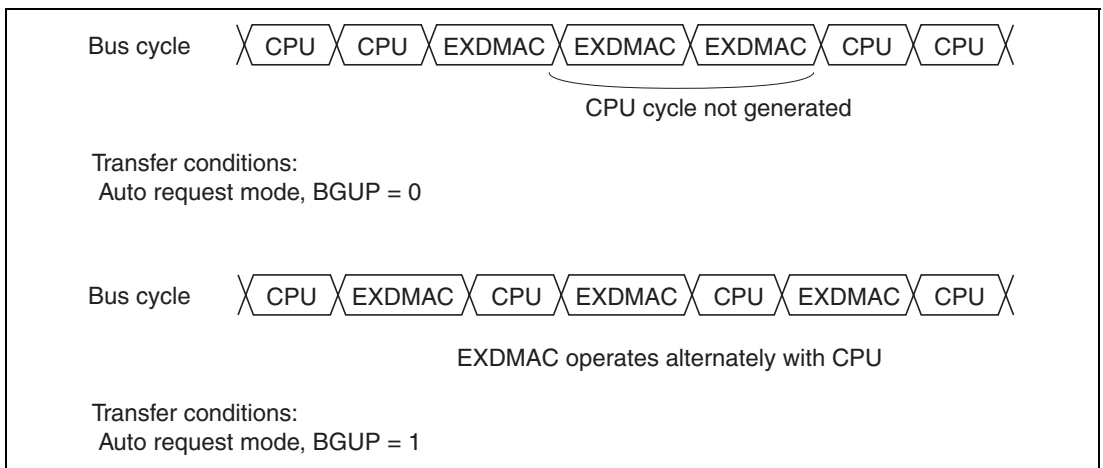 Bus cycle CPU CPU EXDMAC EXDMAC EXDMAC CPU CPU
CPU cycle not generated
Transfer conditions:
Auto request mode, BGUP = 0
Bus cycle CPU EXDMAC CPU EXDMAC CPU EXDMAC CPU
EXDMAC operates alternately with CPU
Transfer conditions:
Auto request mode, BGUP = 1